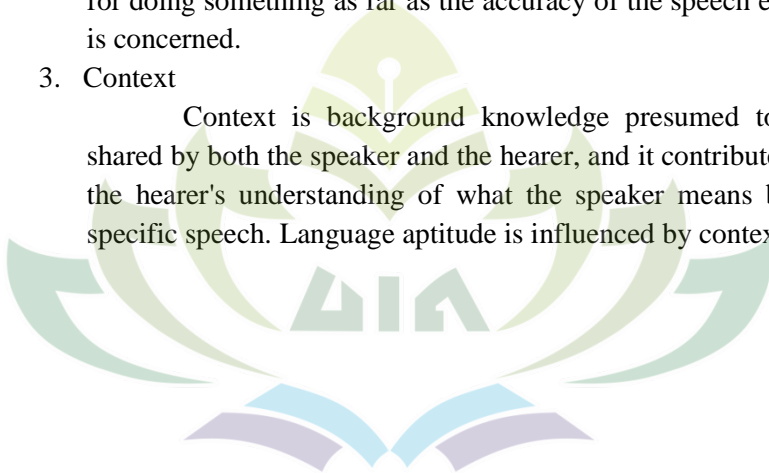 for doing something as far as the accuracy of the speech e
is concerned.
3. Context
Context is background knowledge presumed to
shared by both the speaker and the hearer, and it contribute
the hearer's understanding of what the speaker means b
specific speech. Language aptitude is influenced by contex